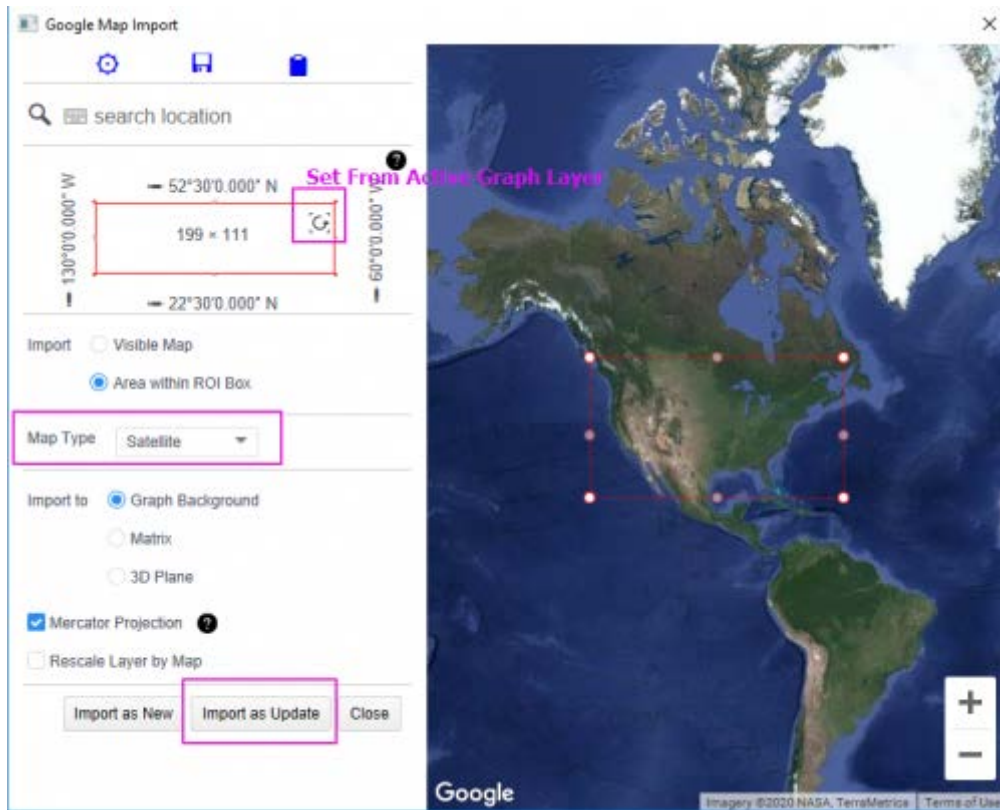 Google Map Import
search location
Set From Active Graph Layer
52°30'0.000" N
130°0'0.000" W
199 × 111
60°0'0.000" W
22°30'0.000" N
Import Visible Map
Area within ROI Box
Map Type Satellite
Import to Graph Background
Matrix
3D Plane
Mercator Projection ?
Rescale Layer by Map
Import as New Import as Update Close
Google
Imagery ©2020 NASA, TerraMetrics Terms of Use